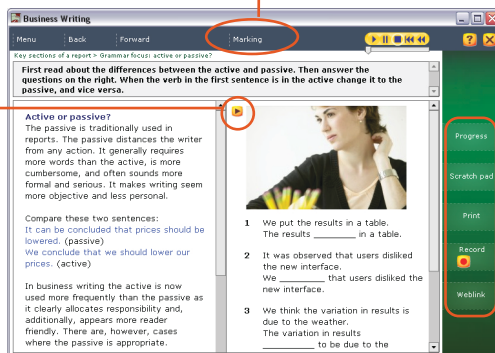 Business Writing
Menu
Back
Forward
Marking
Key sections of a report > Grammar focus: active or passive?
First read about the differences between the active and passive. Then answer the
questions on the right. When the verb in the first sentence is in the active change it to the
passive, and vice versa.
Active or passive?
The passive is traditionally used in
reports. The passive distances the writer
from any action. It generally requires
more words than the active, is more
cumbersome, and often sounds more
formal and serious. It makes writing seem
more objective and less personal.
Compare these two sentences:
It can be concluded that prices should be
lowered. (passive)
We conclude that we should lower our
prices. (active)
In business writing the active is now
used more frequently than the passive as
it clearly allocates responsibility and,
additionally, appears more reader
friendly. There are, however, cases
where the passive is appropriate.
1 We put the results in a table.
The results ________ in a table.
2 It was observed that users disliked
the new interface.
We ________ that users disliked the
new interface.
3 We think the variation in results is
due to the weather.
The variation in results
________ to be due to the
Progress
Scratch pad
Print
Record
Weblink